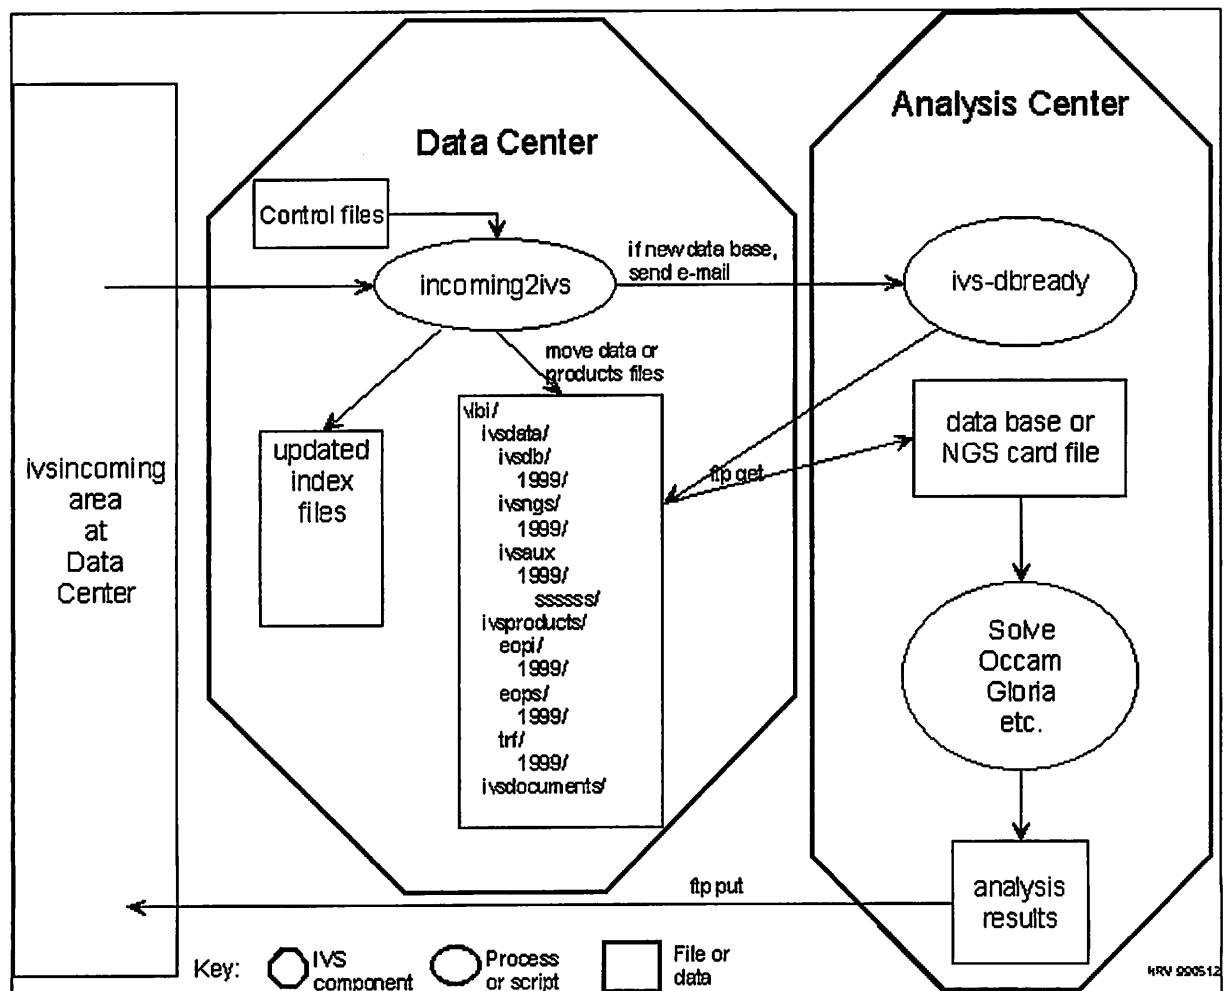 Data Center
Analysis Center
Control files
incoming2ivs
if new data base,
send e-mail
ivs-dbready
move data or
products files
ivsincoming
area
at
Data
Center
updated
index
files
vlbi/
ivsdata/
ivsdb/
1999/
ivsngs/
1999/
ivsaux
1999/
ssssss/
ivsproducts/
eopi/
1999/
eops/
1999/
trf/
1999/
ivsdocuments/
ftp get
data base or
NGS card file
Solve
Occam
Gloria
etc.
analysis
results
ftp put
Key:
IVS
component
Process
or script
File or
data
NRV 990512